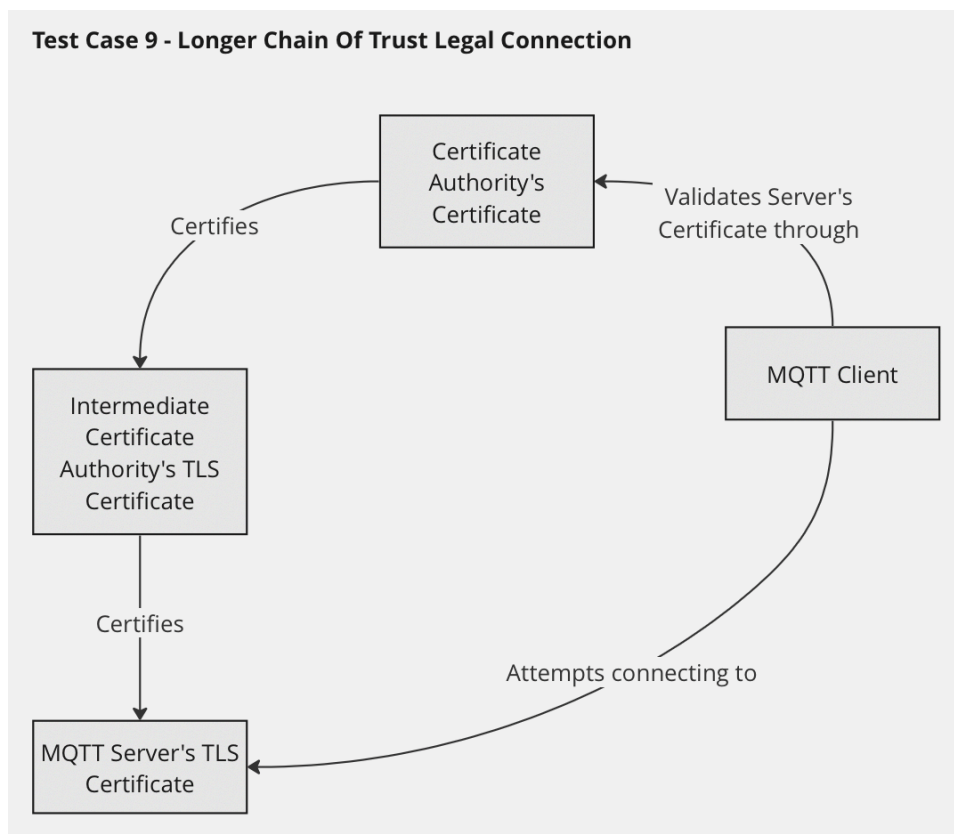 Test Case 9 - Longer Chain Of Trust Legal Connection
Certificate
Authority's
Certificate
Validates Server's
Certificate through
Certifies
MQTT Client
Intermediate
Certificate
Authority's TLS
Certificate
Certifies
Attempts connecting to
MQTT Server's TLS
Certificate